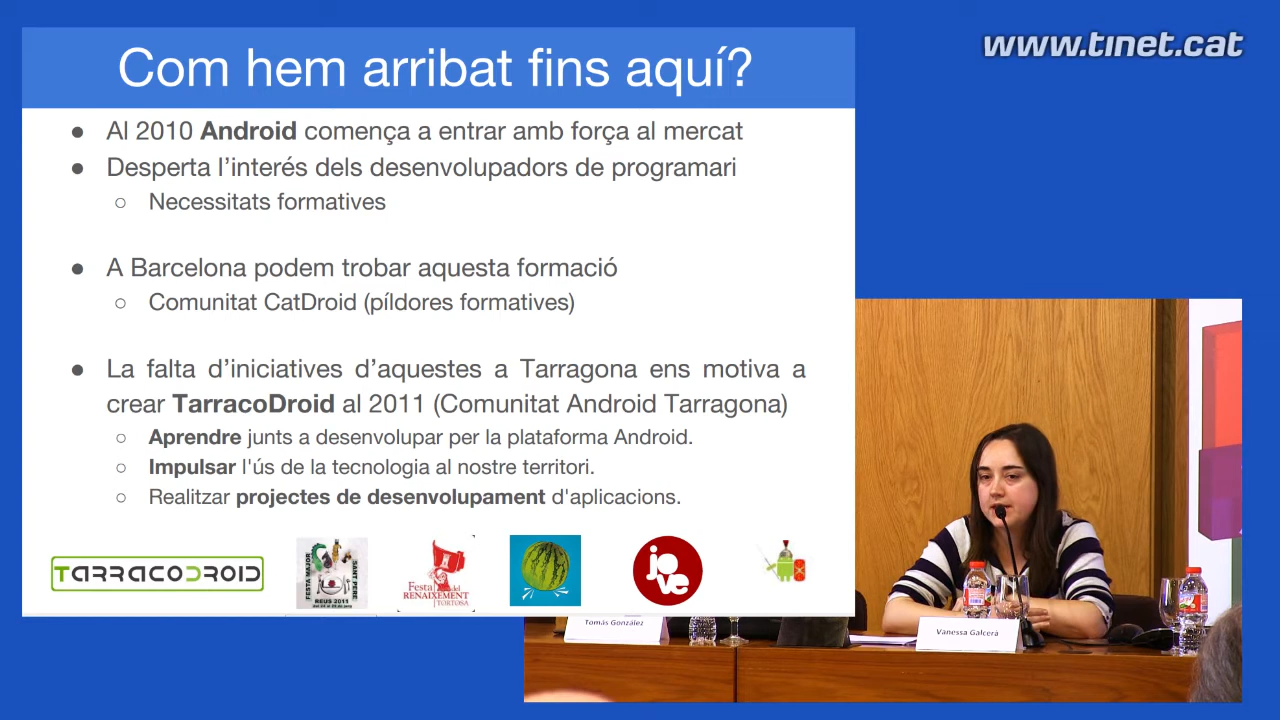 www.tinet.cat
Com hem arribat fins aquí?
● Al 2010 Android comença a entrar amb força al mercat
● Desperta l’interés dels desenvolupadors de programari
○ Necessitats formatives
● A Barcelona podem trobar aquesta formació
○ Comunitat CatDroid (píldores formatives)
● La falta d’iniciatives d’aquestes a Tarragona ens motiva a
crear TarracoDroid al 2011 (Comunitat Android Tarragona)
○ Aprendre junts a desenvolupar per la plataforma Android.
○ Impulsar l'ús de la tecnologia al nostre territori.
○ Realitzar projectes de desenvolupament d'aplicacions.
TARRACODROID
FESTA MAJOR
SANT PERE
REUS 2011
Festa del
RENAIXEMENT
TORTOSA
jove
Tomás González
Vanessa Galcerà